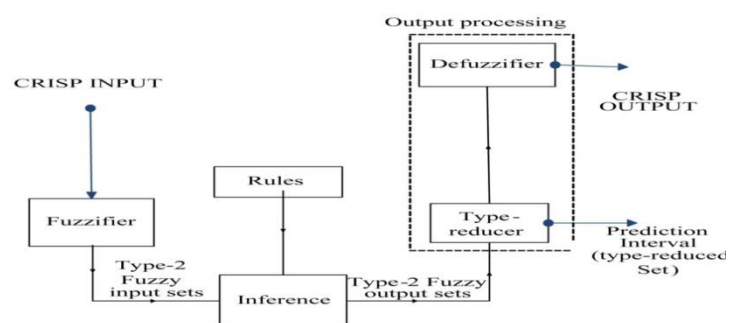 Output processing
Defuzzifier
CRISP INPUT
CRISP
OUTPUT
Rules
Fuzzifier
Type-
reducer
Prediction
Interval
(type-reduced
Set)
Type-2
Fuzzy
input sets
Inference
Type-2 Fuzzy
output sets